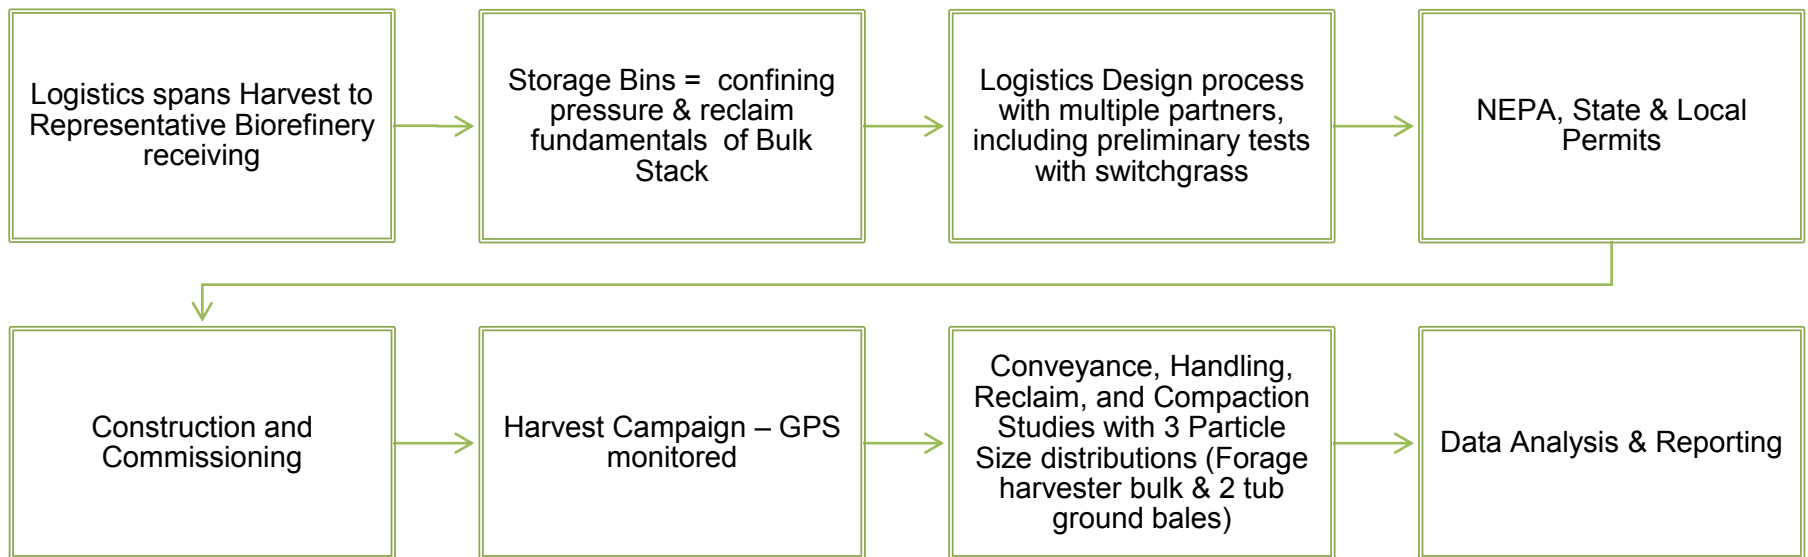 Logistics spans Harvest to
Representative Biorefinery
receiving
Storage Bins = confining
pressure & reclaim
fundamentals of Bulk
Stack
Logistics Design process
with multiple partners,
including preliminary tests
with switchgrass
NEPA, State & Local
Permits
Construction and
Commissioning
Harvest Campaign – GPS
monitored
Conveyance, Handling,
Reclaim, and Compaction
Studies with 3 Particle
Size distributions (Forage
harvester bulk & 2 tub
ground bales)
Data Analysis & Reporting